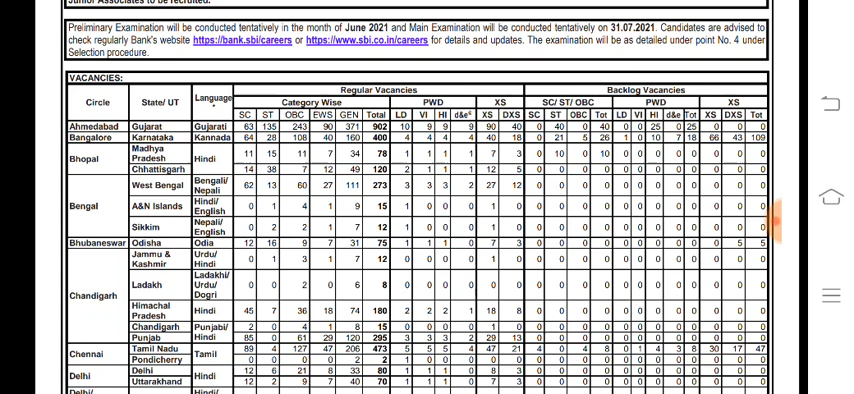 Junior Associates to be recruited.
Preliminary Examination will be conducted tentatively in the month of June 2021 and Main Examination will be conducted tentatively on 31.07.2021. Candidates are advised to
check regularly Bank's website https://bank.sbi/careers or https://www.sbi.co.in/careers for details and updates. The examination will be as detailed under point No. 4 under
Selection procedure.
VACANCIES:
Circle State/ UT Language * Regular Vacancies Backlog Vacancies
Category Wise PWD XS SC/ ST/ OBC PWD XS
SC ST OBC EWS GEN Total LD VI HI d&e XS DXS SC ST OBC Tot LD VI HI d&e Tot XS DXS Tot
Ahmedabad Gujarat Gujarati 63 135 243 90 371 902 10 9 9 9 90 40 0 40 0 40 0 0 25 0 25 0 0 0
Bangalore Karnataka Kannada 64 28 108 40 160 400 4 4 4 4 40 18 0 21 5 26 1 0 10 7 18 66 43 109
Bhopal Madhya Pradesh Hindi 11 15 11 7 34 78 1 1 1 1 7 3 0 10 0 10 0 0 0 0 0 0 0 0
Chhattisgarh 14 38 7 12 49 120 2 1 1 1 12 5 0 0 0 0 0 0 0 0 0 0 0 0
Bengal West Bengal Bengali/ Nepali 62 13 60 27 111 273 3 3 3 2 27 12 0 0 0 0 0 0 0 0 0 0 0 0
A&N Islands Hindi/ English 0 1 4 1 9 15 1 0 0 0 1 0 0 0 0 0 0 0 0 0 0 0 0 0
Sikkim Nepali/ English 0 2 2 1 7 12 1 0 0 0 1 0 0 0 0 0 0 0 0 0 0 0 0 0
Bhubaneswar Odisha Odia 12 16 9 7 31 75 1 1 1 0 7 3 0 0 0 0 0 0 0 0 0 0 5 5
Chandigarh Jammu & Kashmir Urdu/ Hindi 0 1 3 1 7 12 0 0 0 0 1 0 0 0 0 0 0 0 0 0 0 0 0 0
Ladakh Ladakhi/ Urdu/ Dogri 0 0 2 0 6 8 0 0 0 0 0 0 0 0 0 0 0 0 0 0 0 0 0 0
Himachal Pradesh Hindi 45 7 36 18 74 180 2 2 2 1 18 8 0 0 0 0 0 0 0 0 0 0 0 0
Chandigarh Punjabi/ Hindi 2 0 4 1 8 15 0 0 0 0 1 0 0 0 0 0 0 0 0 0 0 0 0 0
Punjab 85 0 61 29 120 295 3 3 3 2 29 13 0 0 0 0 0 0 0 0 0 0 0 0
Chennai Tamil Nadu Tamil 89 4 127 47 206 473 5 5 5 4 47 21 4 0 4 8 0 1 4 3 8 30 17 47
Pondicherry 0 0 0 0 2 2 1 0 0 0 0 0 0 0 0 0 0 0 0 0 0 0 0 0
Delhi Delhi Hindi 12 6 21 8 33 80 1 1 1 0 8 3 0 0 0 0 0 0 0 0 0 0 0 0
Uttarakhand 12 2 9 7 40 70 1 1 1 0 7 3 0 0 0 0 0 0 0 0 0 0 0 0
Delhi/ Hindi/